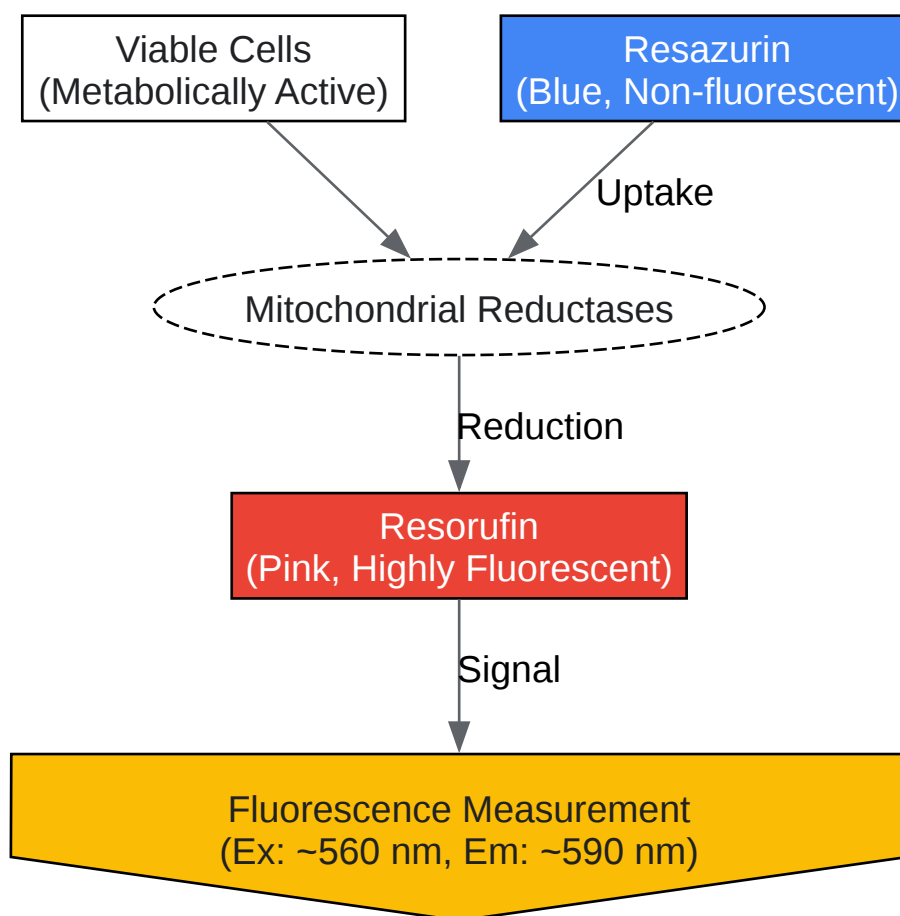 Viable Cells
(Metabolically Active)
Resazurin
(Blue, Non-fluorescent)
Uptake
Mitochondrial Reductases
Reduction
Resorufin
(Pink, Highly Fluorescent)
Signal
Fluorescence Measurement
(Ex: ~560 nm, Em: ~590 nm)